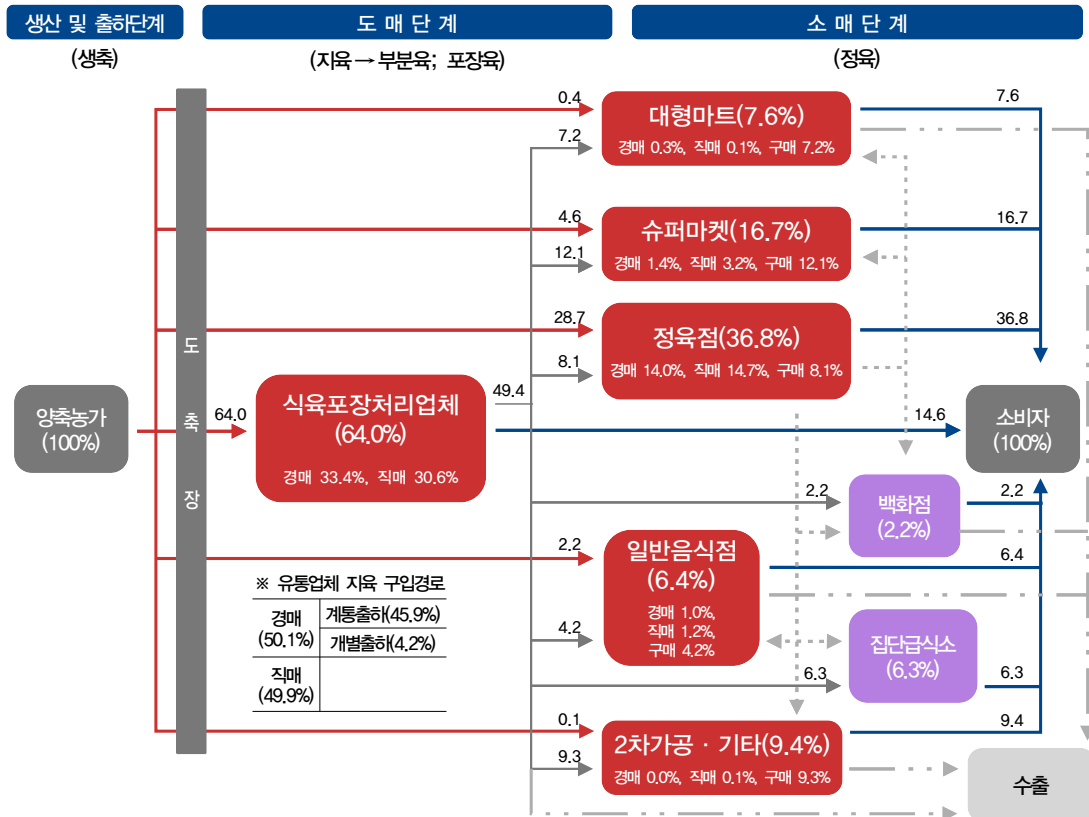 생산 및 출하단계
도 매 단 계
소 매 단 계
(생축)
(지육→부분육; 포장육)
(정육)
0.4
대형마트(7.6%)
7.6
7.2
경매 0.3%, 직매 0.1%, 구매 7.2%
4.6
슈퍼마켓(16.7%)
16.7
12.1
경매 1.4%, 직매 3.2%, 구매 12.1%
28.7
정육점(36.8%)
36.8
8.1
경매 14.0%, 직매 14.7%, 구매 8.1%
도
축
장
양축농가
(100%)
64.0
식육포장처리업체
(64.0%)
경매 33.4%, 직매 30.6%
49.4
14.6
소비자
(100%)
2.2
백화점
(2.2%)
2.2
2.2
일반음식점
(6.4%)
경매 1.0%,
직매 1.2%,
구매 4.2%
6.4
4.2
※ 유통업체 지육 구입경로
경매
(50.1%)
계통출하(45.9%)
개별출하(4.2%)
직매
(49.9%)
6.3
집단급식소
(6.3%)
6.3
0.1
2차가공 · 기타(9.4%)
9.4
9.3
경매 0.0%, 직매 0.1%, 구매 9.3%
수출